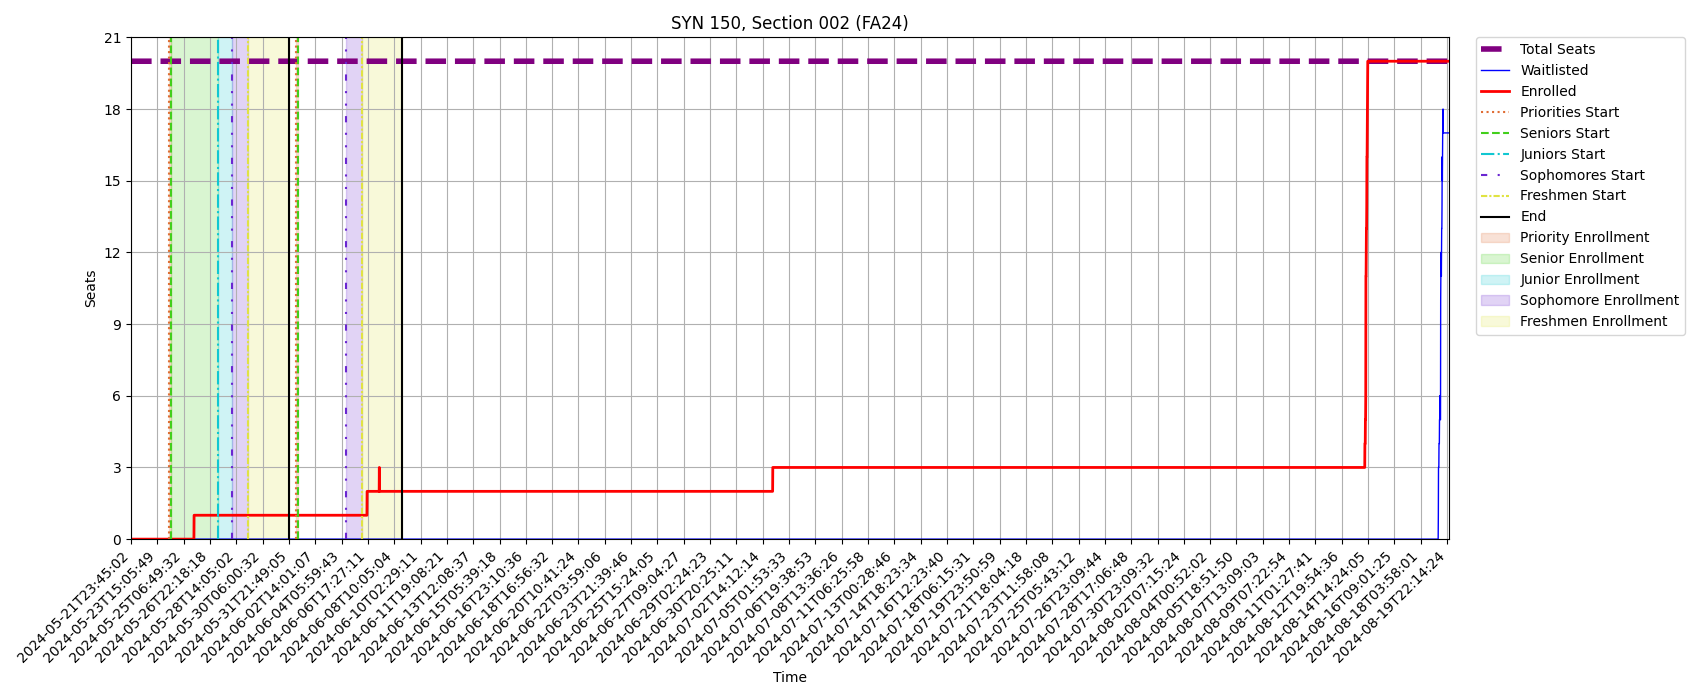 SYN 150, Section 002 (FA24)
Seats
21
18
15
12
9
6
3
0
2024-05-21T23:45:02
2024-05-23T15:05:49
2024-05-25T06:49:32
2024-05-26T22:18:18
2024-05-28T14:05:02
2024-05-30T06:00:32
2024-05-31T21:49:05
2024-06-02T14:01:07
2024-06-04T05:59:43
2024-06-06T17:27:11
2024-06-08T10:05:04
2024-06-10T02:29:11
2024-06-11T19:08:21
2024-06-13T12:08:37
2024-06-15T05:39:18
2024-06-16T23:10:36
2024-06-18T16:56:32
2024-06-20T10:41:24
2024-06-22T03:59:06
2024-06-23T21:39:46
2024-06-25T15:24:05
2024-06-27T09:04:27
2024-06-29T02:24:23
2024-06-30T20:25:11
2024-07-02T14:12:14
2024-07-05T01:53:33
2024-07-06T19:38:53
2024-07-08T13:36:26
2024-07-11T06:25:58
2024-07-13T00:28:46
2024-07-14T18:23:34
2024-07-16T12:23:40
2024-07-18T06:15:31
2024-07-19T23:50:59
2024-07-21T18:04:18
2024-07-23T11:58:08
2024-07-25T05:43:12
2024-07-26T23:09:44
2024-07-28T17:06:48
2024-07-30T23:09:32
2024-08-02T07:15:24
2024-08-04T00:52:02
2024-08-05T18:51:50
2024-08-07T13:09:03
2024-08-09T07:22:54
2024-08-11T01:27:41
2024-08-12T19:54:36
2024-08-14T14:24:05
2024-08-16T09:01:25
2024-08-18T03:58:01
2024-08-19T22:14:24
Time
Total Seats
Waitlisted
Enrolled
Priorities Start
Seniors Start
Juniors Start
Sophomores Start
Freshmen Start
End
Priority Enrollment
Senior Enrollment
Junior Enrollment
Sophomore Enrollment
Freshmen Enrollment